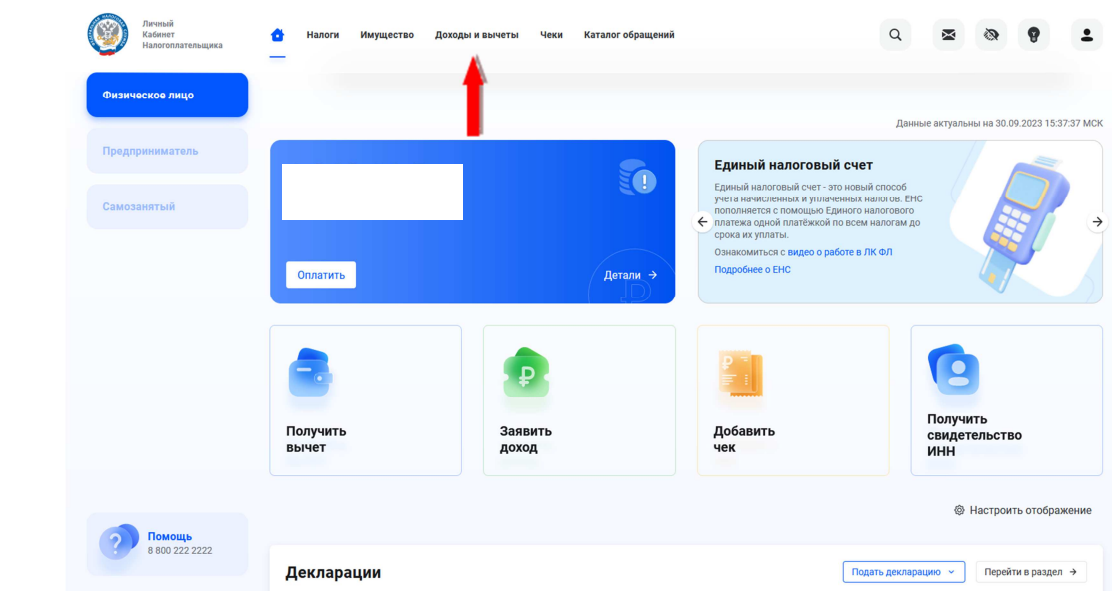 Личный
Кабинет
Налогоплательщика
Налоги Имущество Доходы и вычеты Чеки Каталог обращений
Физическое лицо
Предприниматель
Самозанятый
Данные актуальны на 30.09.2023 15:37:37 МСК
Оплатить
Детали →
Единый налоговый счет
Единый налоговый счет - это новый способ
учета начисленных и уплаченных налогов. ЕНС
пополняется с помощью Единого налогового
платежа одной платёжкой по всем налогам до
срока их уплаты.
Ознакомиться с видео о работе в ЛК ФЛ
Подробнее о ЕНС
Получить
вычет
Заявить
доход
Добавить
чек
Получить
свидетельство
ИНН
Настроить отображение
Помощь
8 800 222 2222
Декларации
Подать декларацию
Перейти в раздел →